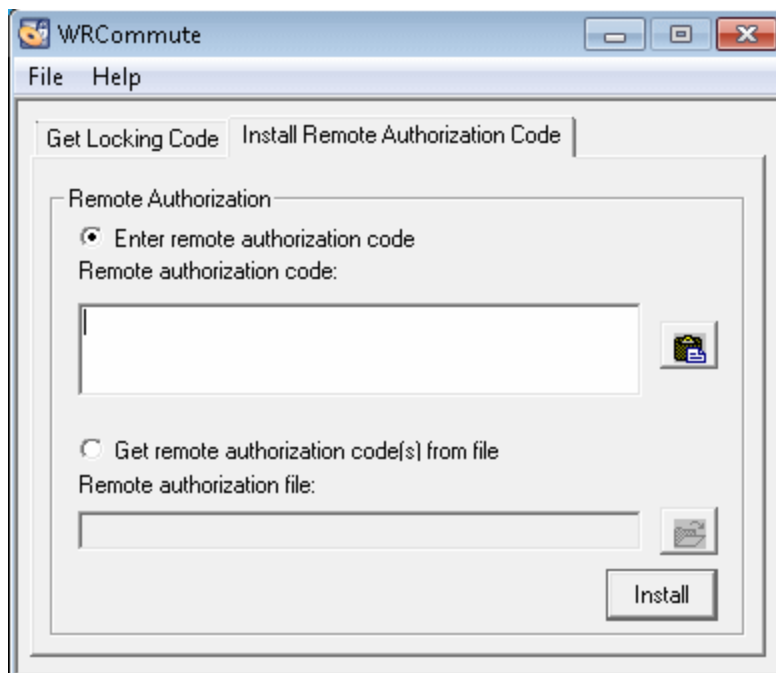 WRCommute
File Help
Get Locking Code Install Remote Authorization Code
Remote Authorization
Enter remote authorization code
Remote authorization code:
Get remote authorization code(s) from file
Remote authorization file:
Install